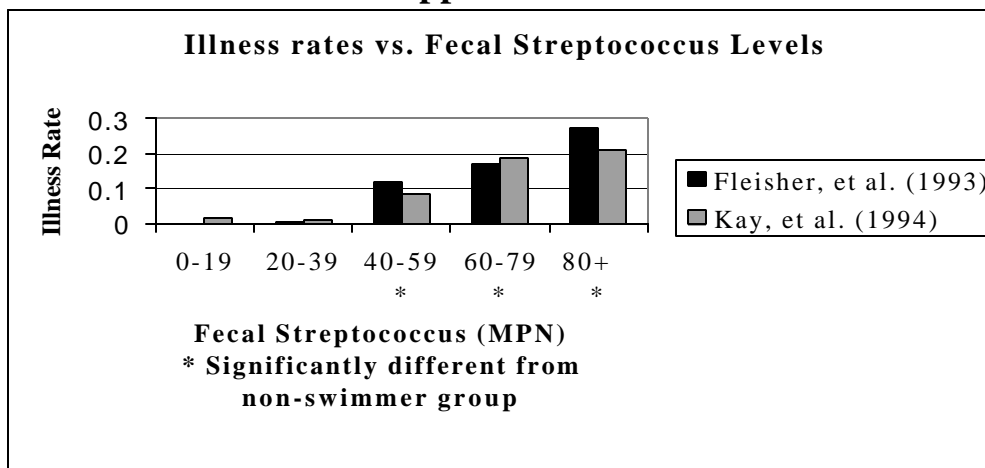 Illness rates vs. Fecal Streptococcus Levels
Illness Rate
0.3
0.2
0.1
0
0-19 20-39 40-59 60-79 80+
* * *
Fecal Streptococcus (MPN)
* Significantly different from
non-swimmer group
Fleisher, et al. (1993)
Kay, et al. (1994)